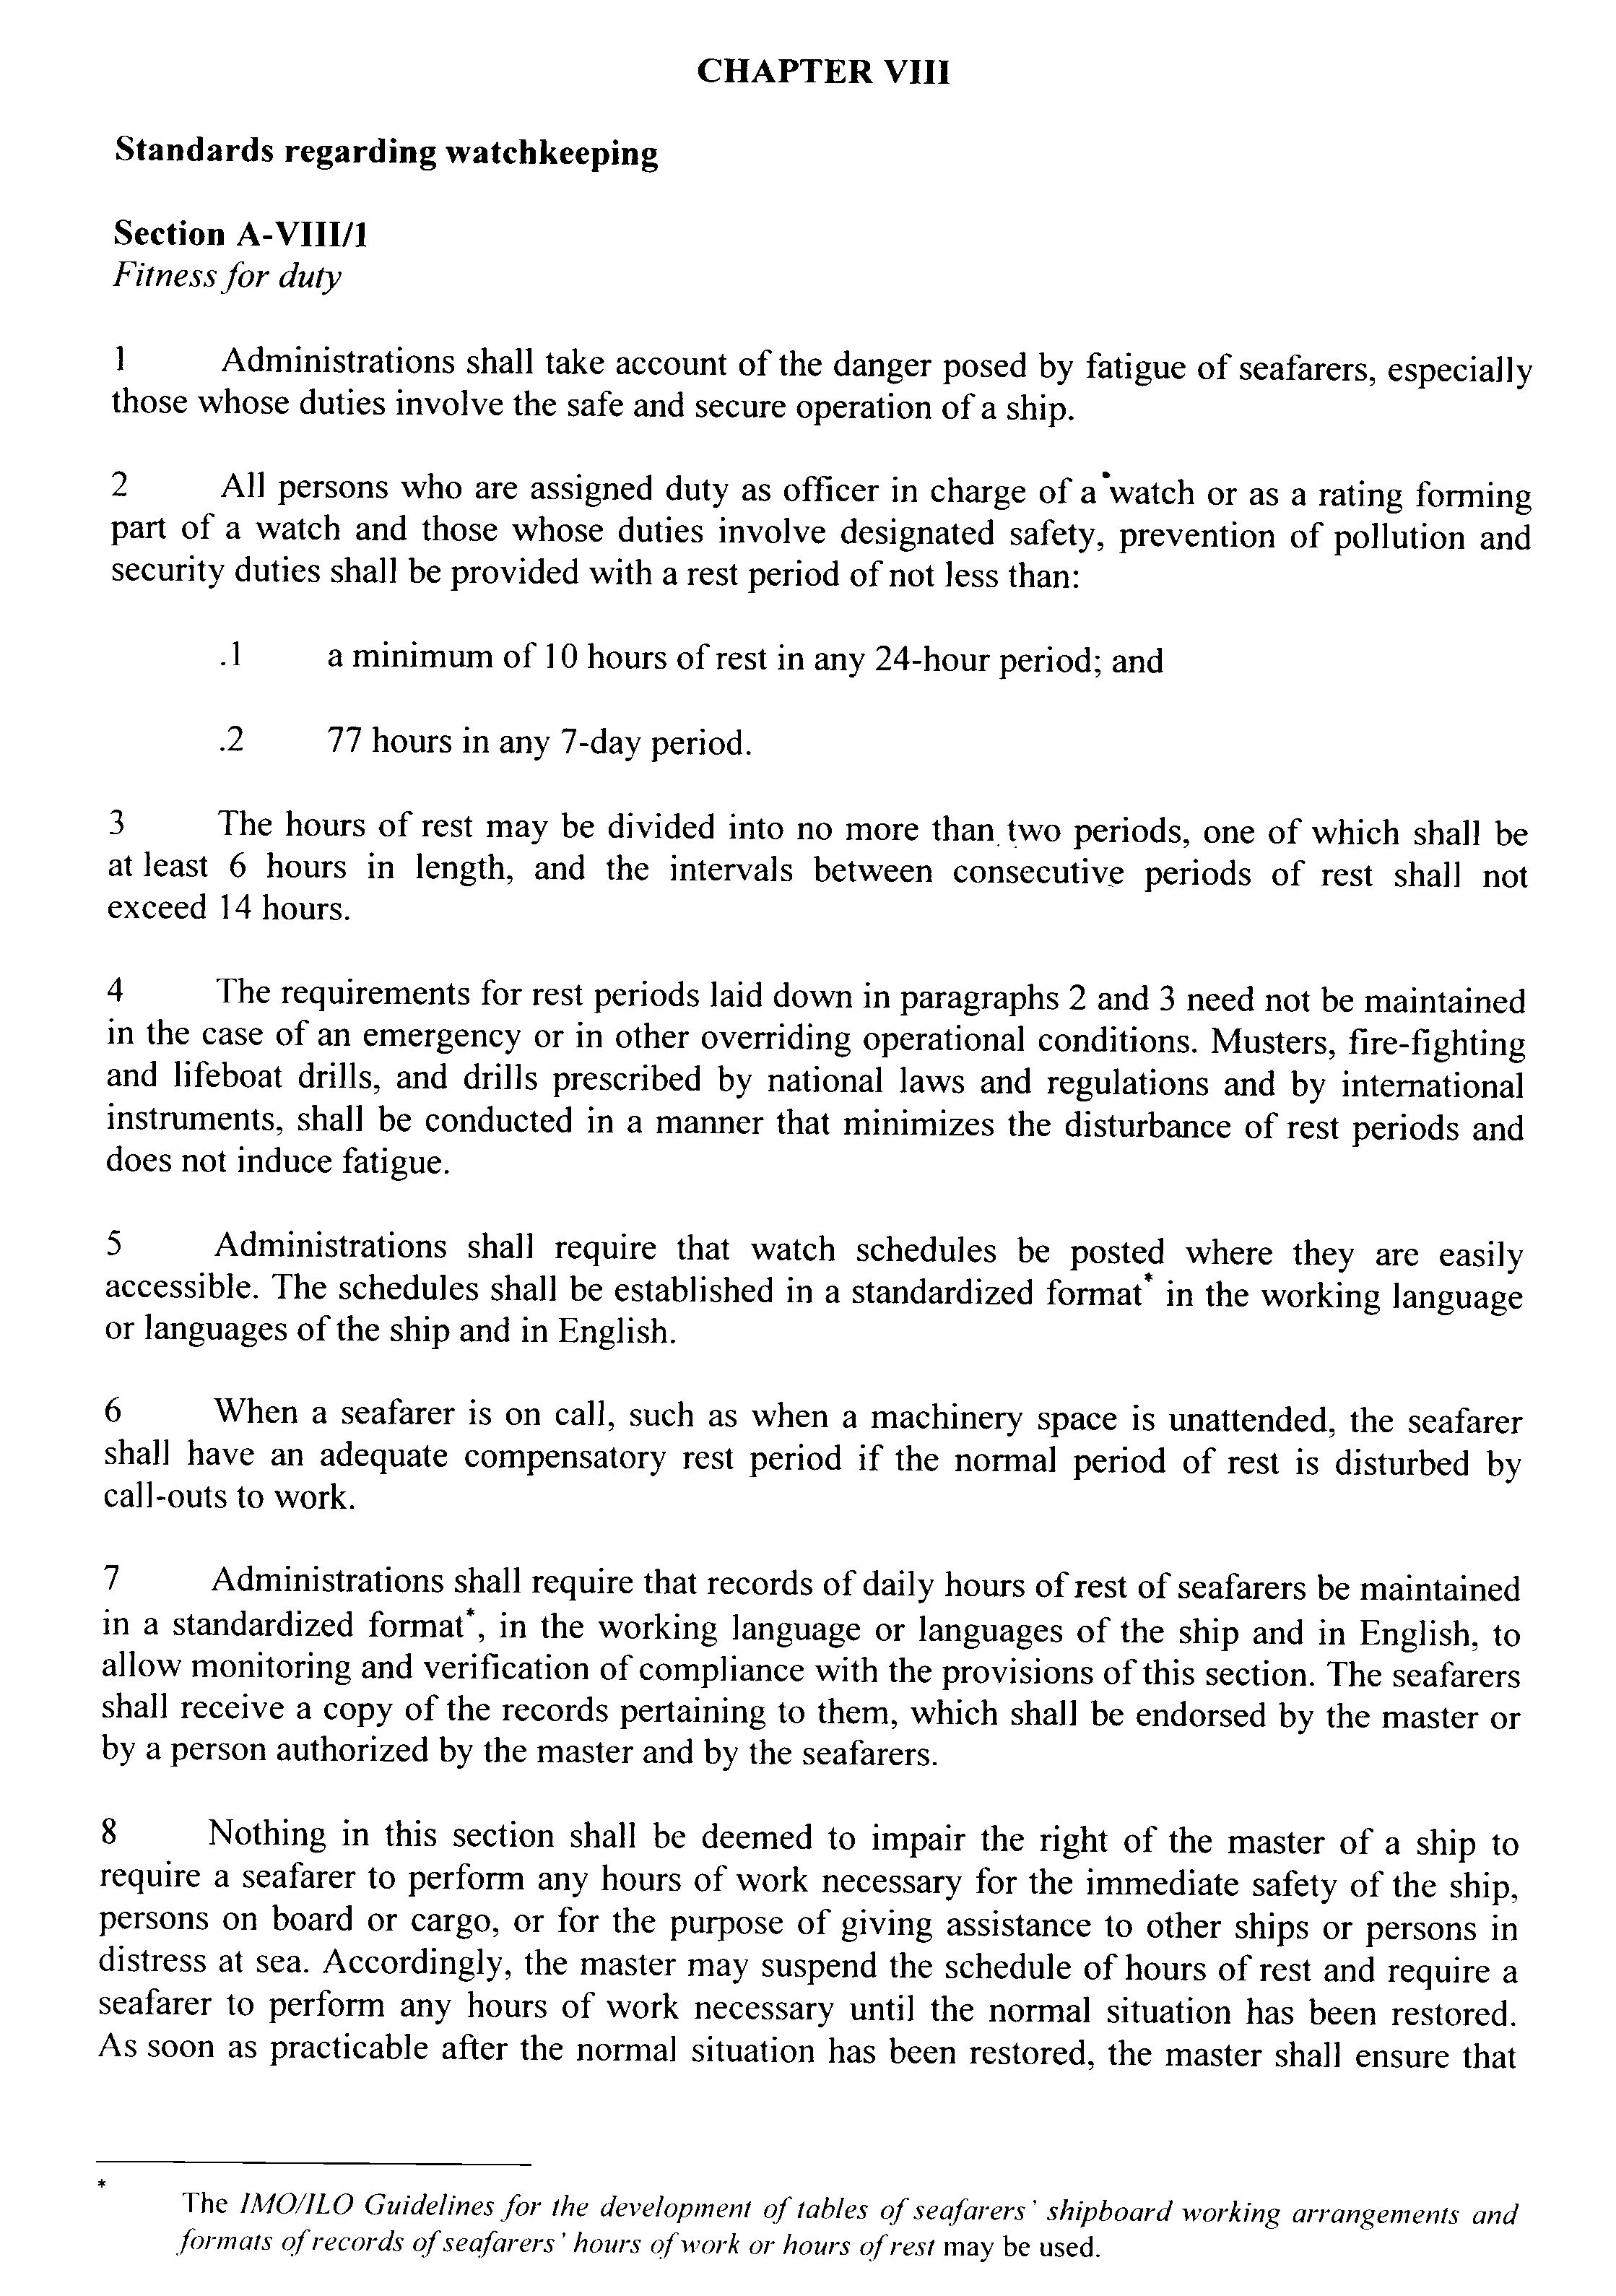 CHAPTER VIII
Standards regarding watchkeeping
Section A-VIII/1
Fitness for duty
1 Administrations shall take account of the danger posed by fatigue of seafarers, especially
those whose duties involve the safe and secure operation of a ship.
2 All persons who are assigned duty as officer in charge of a watch or as a rating forming
part of a watch and those whose duties involve designated safety, prevention of pollution and
security duties shall be provided with a rest period of not less than:
.1 a minimum of 10 hours of rest in any 24-hour period; and
.2 77 hours in any 7-day period.
3 The hours of rest may be divided into no more than two periods, one of which shall be
at least 6 hours in length, and the intervals between consecutive periods of rest shall not
exceed 14 hours.
4 The requirements for rest periods laid down in paragraphs 2 and 3 need not be maintained
in the case of an emergency or in other overriding operational conditions. Musters, fire-fighting
and lifeboat drills, and drills prescribed by national laws and regulations and by international
instruments, shall be conducted in a manner that minimizes the disturbance of rest periods and
does not induce fatigue.
5 Administrations shall require that watch schedules be posted where they are easily
accessible. The schedules shall be established in a standardized format* in the working language
or languages of the ship and in English.
6 When a seafarer is on call, such as when a machinery space is unattended, the seafarer
shall have an adequate compensatory rest period if the normal period of rest is disturbed by
call-outs to work.
7 Administrations shall require that records of daily hours of rest of seafarers be maintained
in a standardized format*, in the working language or languages of the ship and in English, to
allow monitoring and verification of compliance with the provisions of this section. The seafarers
shall receive a copy of the records pertaining to them, which shall be endorsed by the master or
by a person authorized by the master and by the seafarers.
8 Nothing in this section shall be deemed to impair the right of the master of a ship to
require a seafarer to perform any hours of work necessary for the immediate safety of the ship,
persons on board or cargo, or for the purpose of giving assistance to other ships or persons in
distress at sea. Accordingly, the master may suspend the schedule of hours of rest and require a
seafarer to perform any hours of work necessary until the normal situation has been restored.
As soon as practicable after the normal situation has been restored, the master shall ensure that
*
The IMO/ILO Guidelines for the development of tables of seafarers' shipboard working arrangements and
formats of records of seafarers' hours of work or hours of rest may be used.